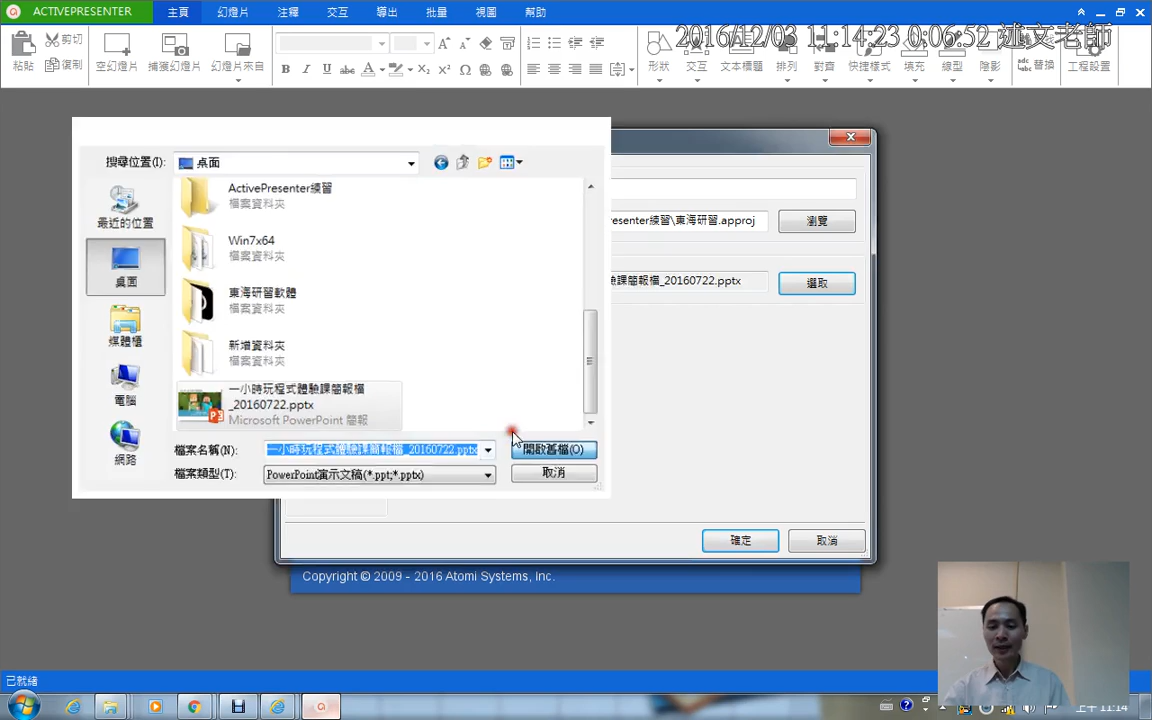 ACTIVEPRESENTER
主頁 幻燈片 注釋 交互 導出 批量 視圖 幫助
2016/12/03 11:14:23 0:06:52 述文老師
粘貼 剪切 複制 空幻燈片 捕獲幻燈片 幻燈片來自
形狀 交互 文本標題 排列 對齊 快捷樣式 填充 線型 陰影 替換 工程設置
搜尋位置(I): 桌面
最近的位置
桌面
媒體櫃
電腦
網路
ActivePresenter練習
檔案資料夾
Win7x64
檔案資料夾
東海研習軟體
檔案資料夾
新增資料夾
檔案資料夾
一小時玩程式體驗課簡報檔
_20160722.pptx
Microsoft PowerPoint 簡報
檔案名稱(N): 一小時玩程式體驗課簡報檔_20160722.pptx 開啟舊檔(O)
檔案類型(T): PowerPoint演示文稿(*.ppt;*.pptx) 取消
resenter練習\東海研習.approj 瀏覽
課簡報檔_20160722.pptx 選取
確定 取消
Copyright © 2009 - 2016 Atomi Systems, Inc.
已就緒
上午 11:14